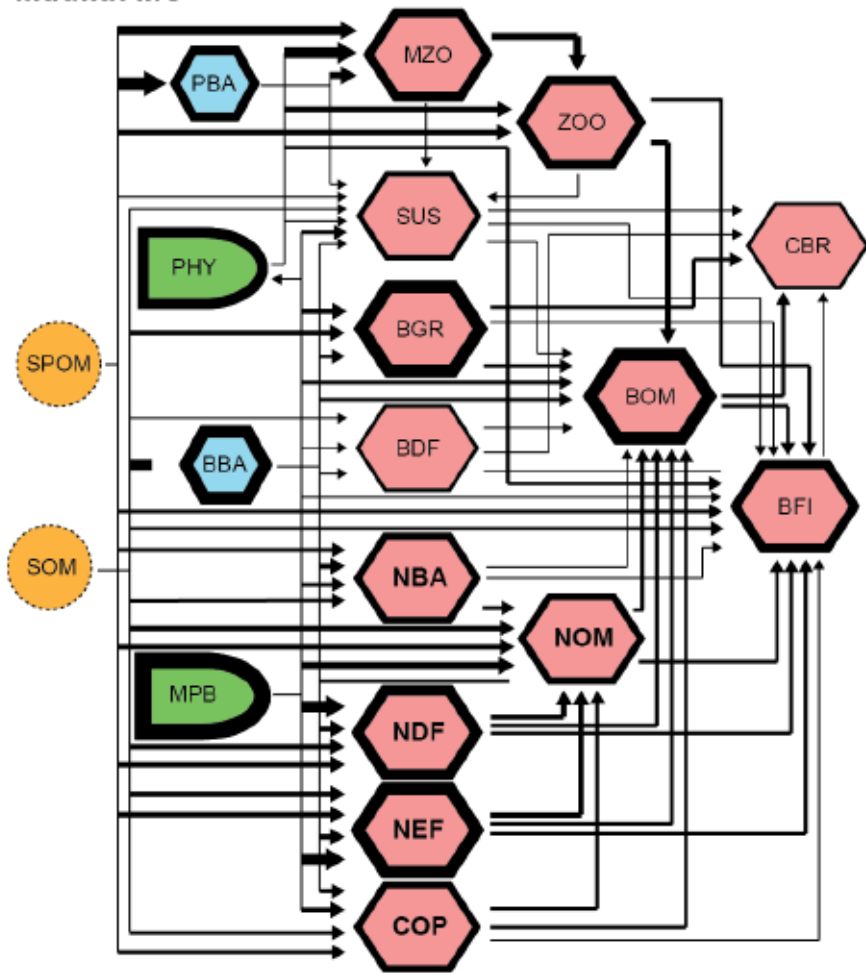 MZO
PBA
ZOO
SUS
CBR
PHY
BGR
SPOM
BOM
BDF
BBA
BFI
SOM
NBA
NOM
MPB
NDF
NEF
COP